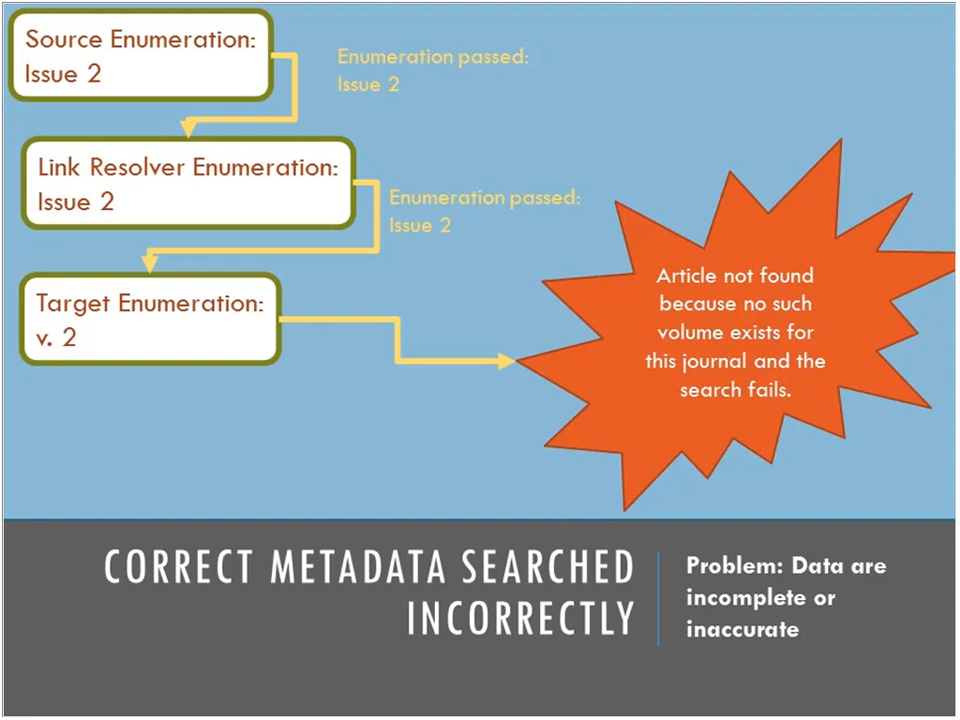 Source Enumeration:
Issue 2
Enumeration passed:
Issue 2
Link Resolver Enumeration:
Issue 2
Enumeration passed:
Issue 2
Target Enumeration:
v. 2
Article not found
because no such
volume exists for
this journal and the
search fails.
CORRECT METADATA SEARCHED
INCORRECTLY
Problem: Data are
incomplete or
inaccurate